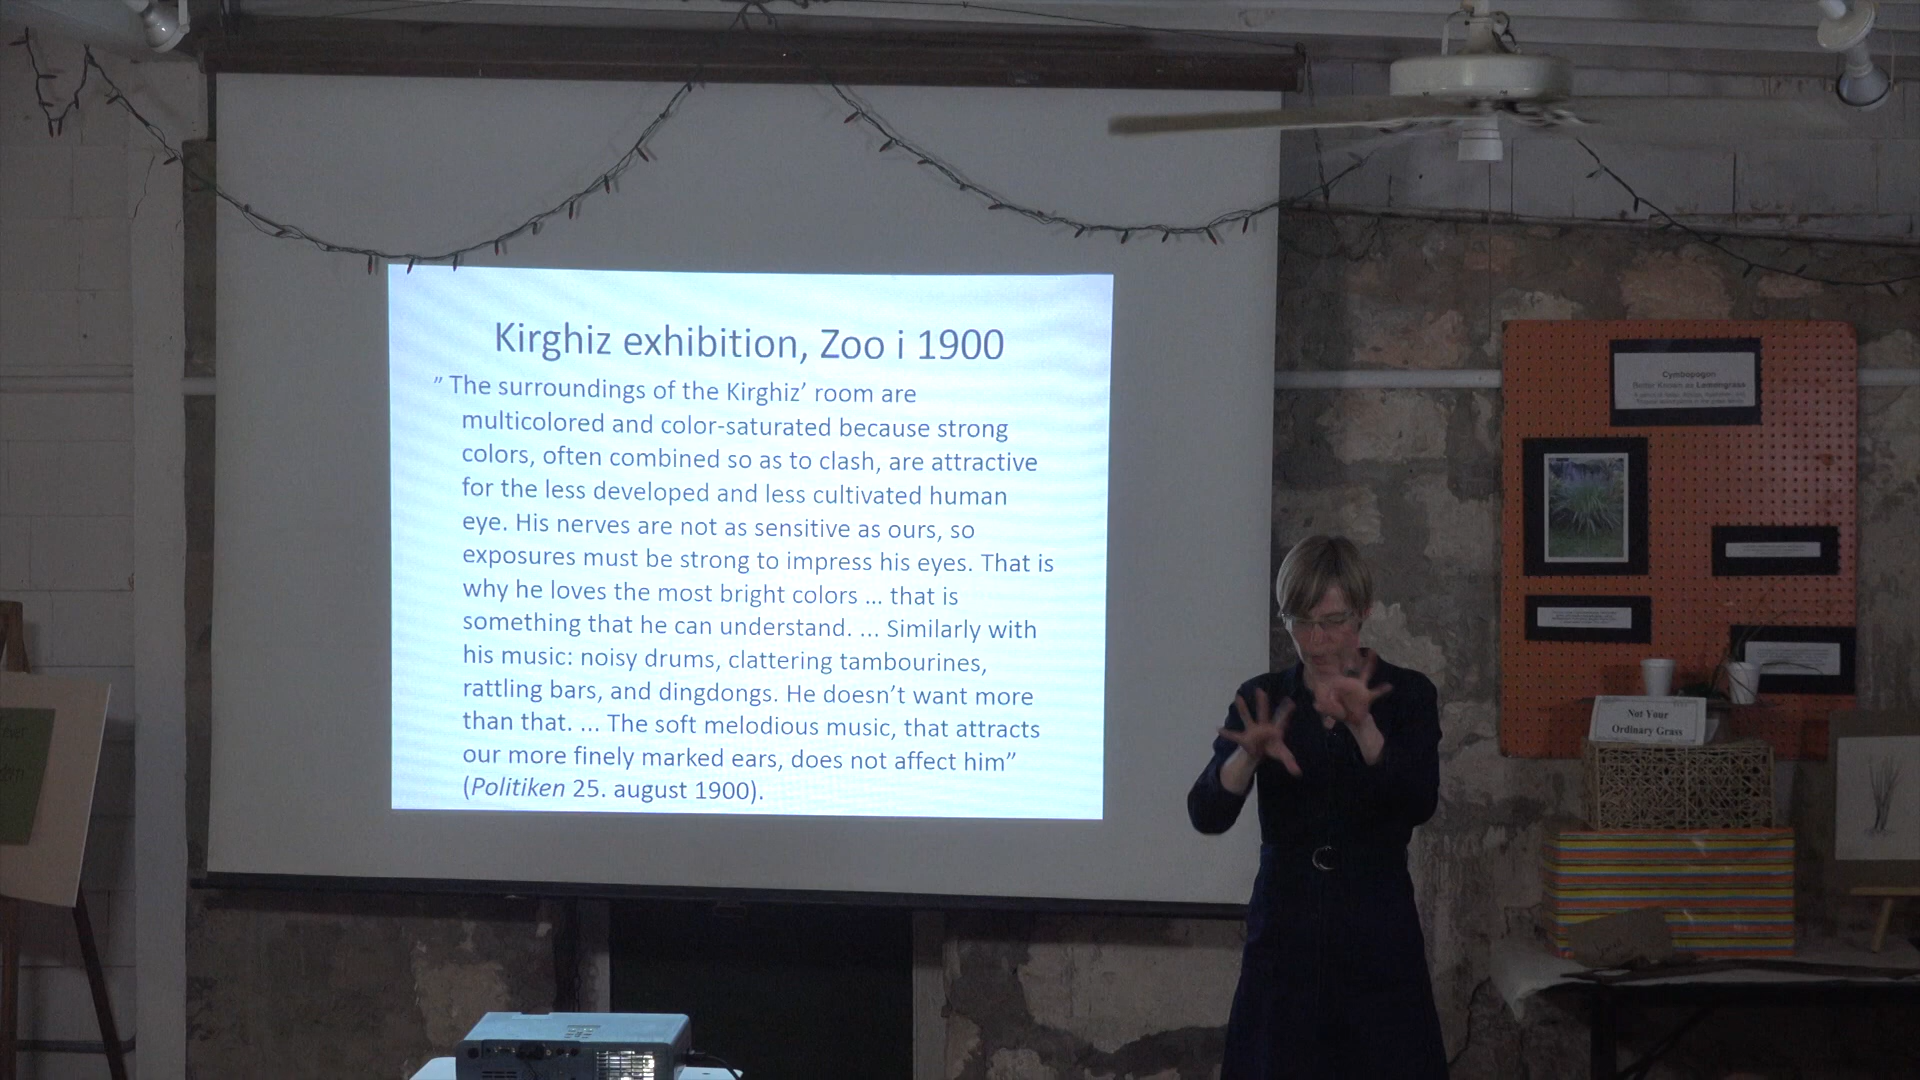 Kirghiz exhibition, Zoo i 1900
” The surroundings of the Kirghiz’ room are
multicolored and color-saturated because strong
colors, often combined so as to clash, are attractive
for the less developed and less cultivated human
eye. His nerves are not as sensitive as ours, so
exposures must be strong to impress his eyes. That is
why he loves the most bright colors ... that is
something that he can understand. ... Similarly with
his music: noisy drums, clattering tambourines,
rattling bars, and dingdongs. He doesn’t want more
than that. ... The soft melodious music, that attracts
our more finely marked ears, does not affect him”
(Politiken 25. august 1900).
Cymbopogon
Better Known as Lemongrass
Not Your
Ordinary Grass